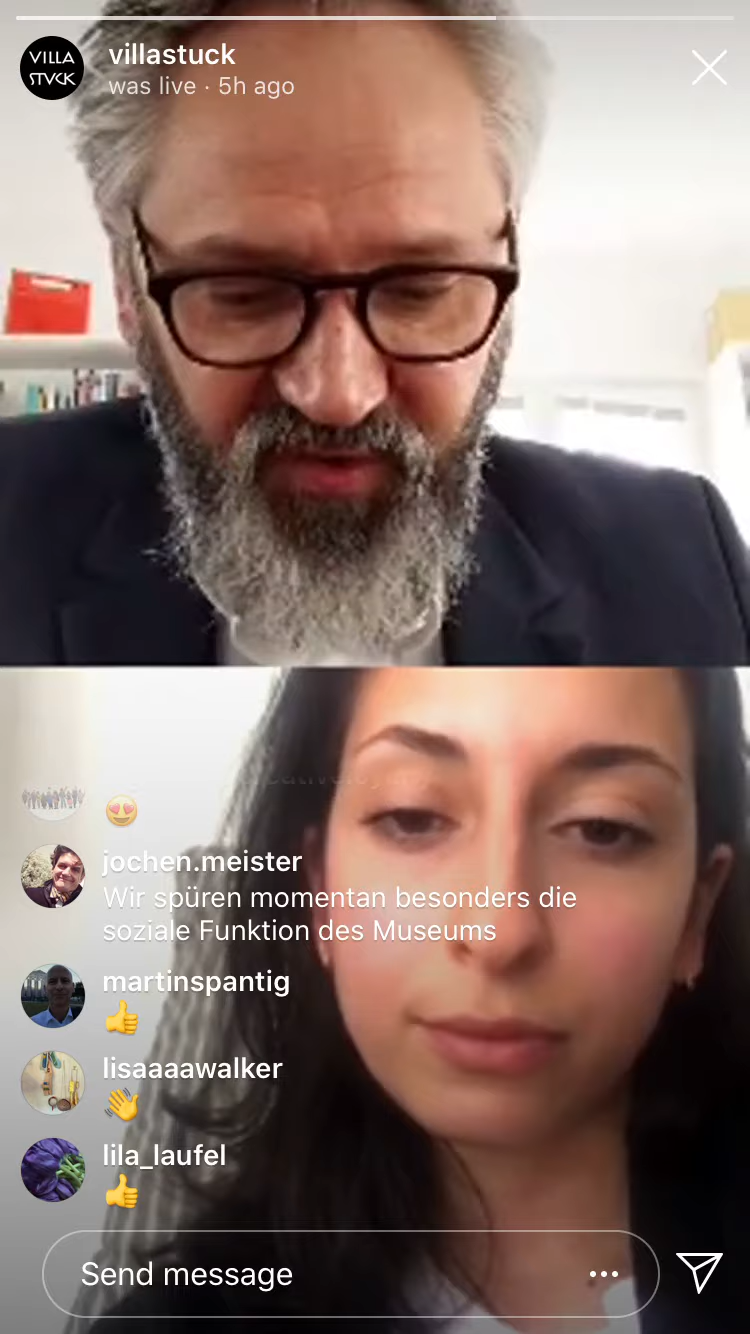 VILLA
STVCK
villastuck
was live · 5h ago
😍
jochen.meister
Wir spüren momentan besonders die
soziale Funktion des Museums
martinspantig
👍
lisaaaawalker
👋
lila_laufel
👍
Send message